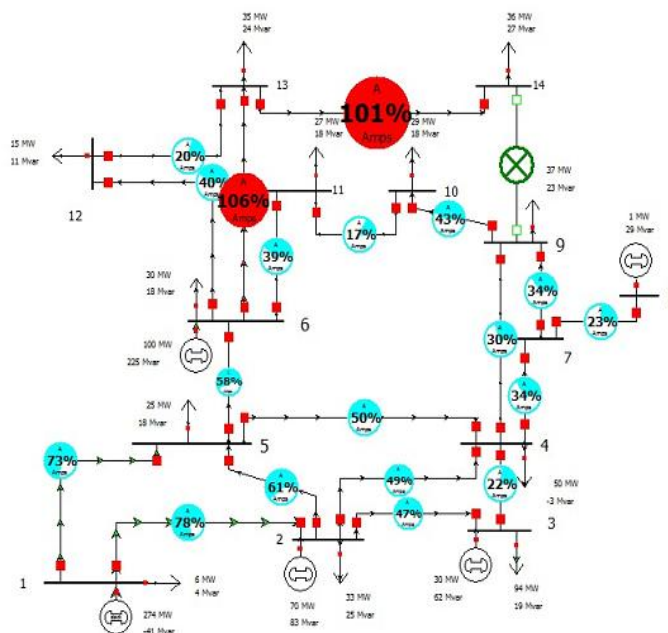 35 MW
24 Mvar
36 MW
27 Mvar
13
14
A
101%
Amps
27 MW
18 Mvar
29 MW
18 Mvar
15 MW
11 Mvar
A
20%
Amps
A
40%
Amps
A
106%
Amps
12
11
10
37 MW
23 Mvar
A
17%
Amps
A
43%
Amps
9
1 MW
29 Mvar
A
39%
Amps
A
34%
Amps
30 MW
18 Mvar
6
A
23%
Amps
7
A
30%
Amps
100 MW
225 Mvar
58%
A
34%
Amps
25 MW
18 Mvar
A
50%
Amps
5
4
A
73%
Amps
A
61%
Amps
A
49%
Amps
A
22%
Amps
50 MW
-3 Mvar
A
78%
Amps
A
47%
Amps
2
3
1
6 MW
4 Mvar
70 MW
83 Mvar
33 MW
25 Mvar
30 MW
62 Mvar
94 MW
19 Mvar
274 MW
-41 Mvar